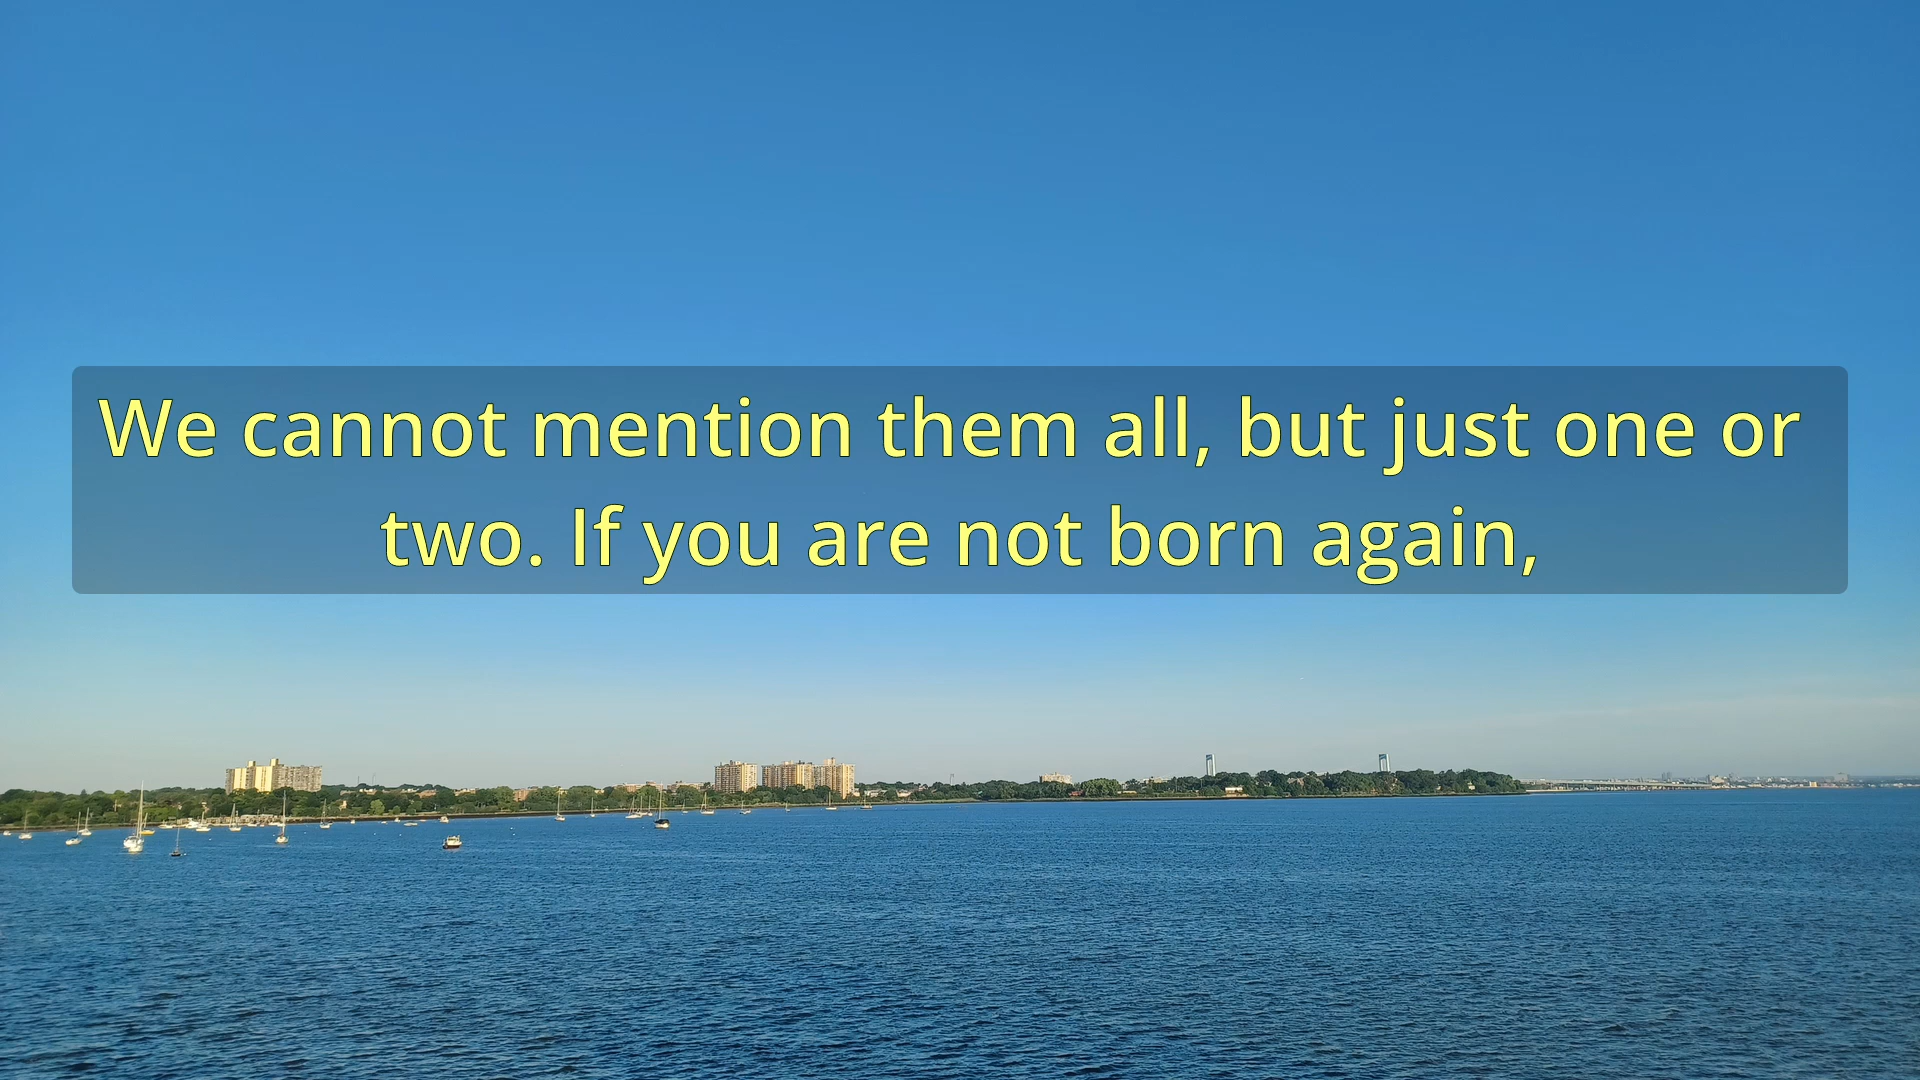 We cannot mention them all, but just one or
two. If you are not born again,